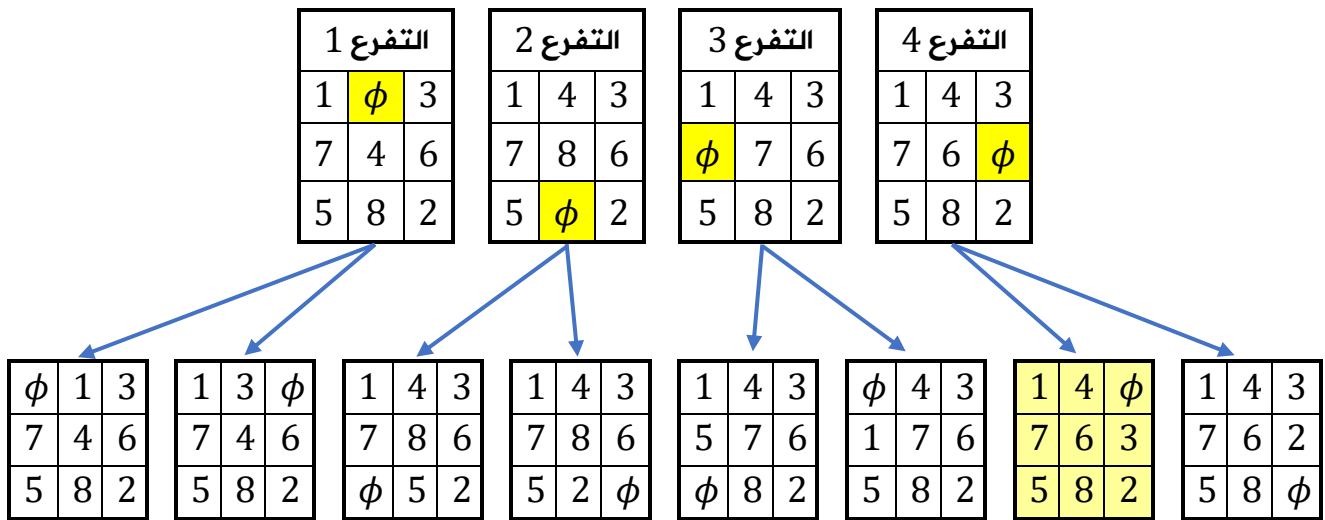 التفرع 1
1 ϕ 3
7 4 6
5 8 2
التفرع 2
1 4 3
7 8 6
5 ϕ 2
التفرع 3
1 4 3
ϕ 7 6
5 8 2
التفرع 4
1 4 3
7 6 ϕ
5 8 2
ϕ 1 3
7 4 6
5 8 2
1 3 ϕ
7 4 6
5 8 2
1 4 3
7 8 6
ϕ 5 2
1 4 3
7 8 6
5 2 ϕ
1 4 3
5 7 6
ϕ 8 2
ϕ 4 3
1 7 6
5 8 2
1 4 ϕ
7 6 3
5 8 2
1 4 3
7 6 2
5 8 ϕ